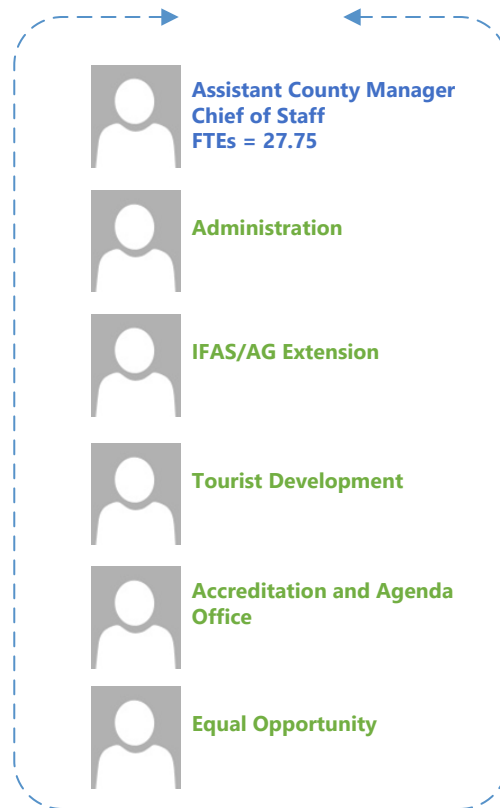 Assistant County Manager
Chief of Staff
FTEs = 27.75
Administration
IFAS/AG Extension
Tourist Development
Accreditation and Agenda
Office
Equal Opportunity